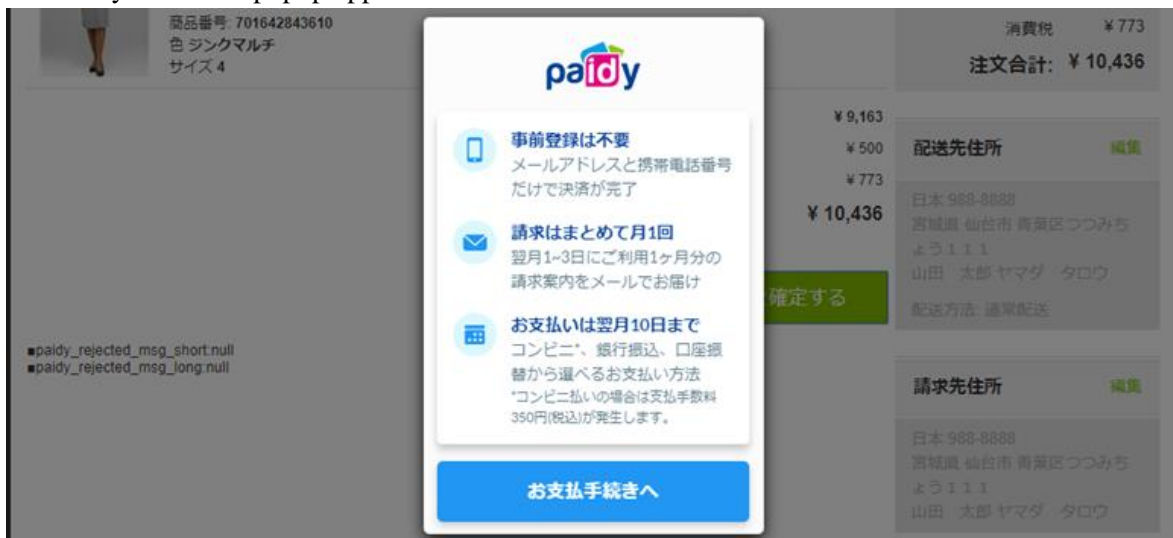 商品番号: 701642843610
色 ジンクマルチ
サイズ 4
消費税 ¥ 773
注文合計: ¥ 10,436
paidy
事前登録は不要
メールアドレスと携帯電話番号
だけで決済が完了
請求はまとめて月1回
翌月1~3日にご利用1ヶ月分の
請求案内をメールでお届け
お支払いは翌月10日まで
コンビニ*、銀行振込、口座振
替から選べるお支払い方法
*コンビニ払いの場合は支払手数料
350円(税込)が発生します。
お支払手続きへ
¥ 9,163
¥ 500
¥ 773
¥ 10,436
確定する
■paidy_rejected_msg_short:null
■paidy_rejected_msg_long:null
配送先住所 編集
日本 988-8888
宮城県 仙台市 青葉区つつみち
ょう１１１
山田 太郎 ヤマダ タロウ
配送方法: 通常配送
請求先住所 編集
日本 988-8888
宮城県 仙台市 青葉区つつみち
ょう１１１
山田 太郎 ヤマダ タロウ